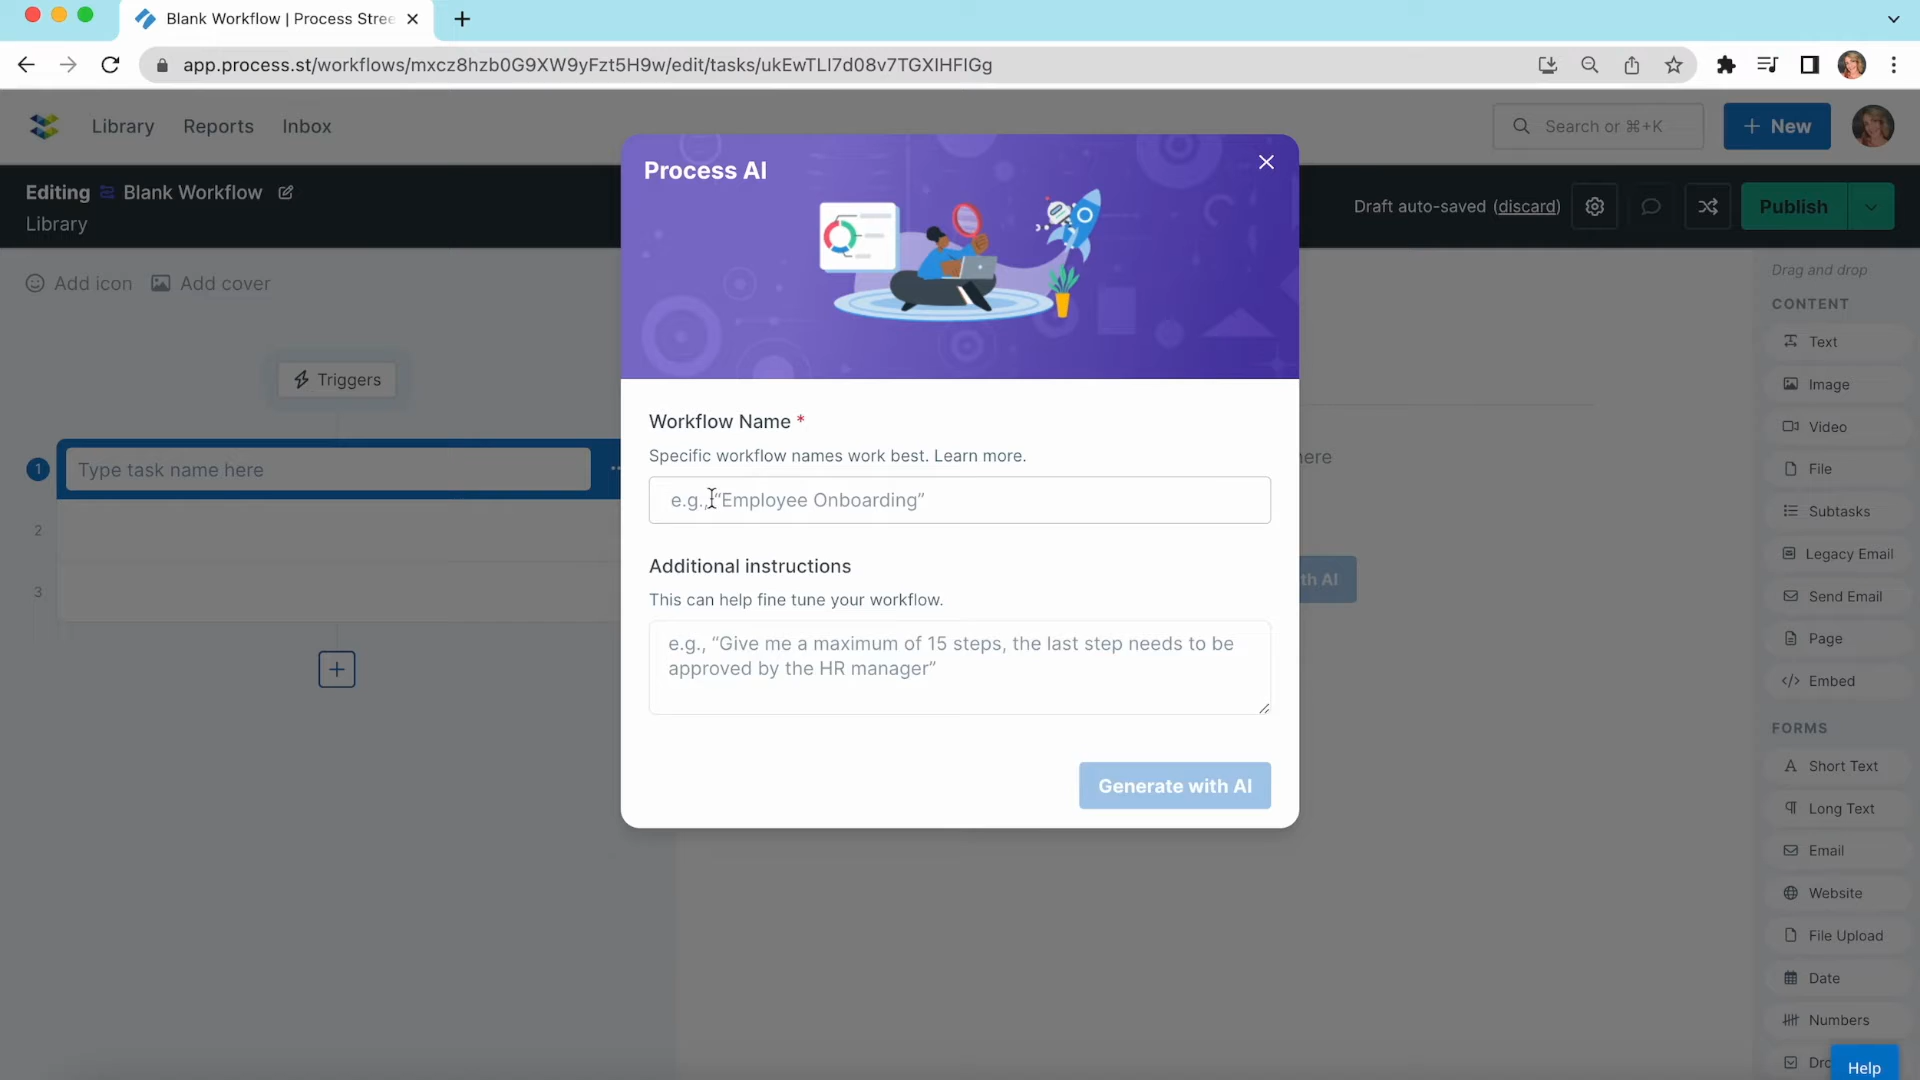 Blank Workflow | Process Stree
app.process.st/workflows/mxcz8hzb0G9XW9yFzt5H9w/edit/tasks/ukEwTLI7d08v7TGXIHFIGg
Library
Reports
Inbox
Search or ⌘+K
+ New
Editing Blank Workflow
Library
Draft auto-saved (discard)
Publish
Add icon
Add cover
Triggers
1
Type task name here
2
3
Process AI
Workflow Name *
Specific workflow names work best. Learn more.
e.g., “Employee Onboarding”
Additional instructions
This can help fine tune your workflow.
e.g., “Give me a maximum of 15 steps, the last step needs to be
approved by the HR manager”
Generate with AI
here
th AI
Drag and drop
CONTENT
Text
Image
Video
File
Subtasks
Legacy Email
Send Email
Page
Embed
FORMS
Short Text
Long Text
Email
Website
File Upload
Date
Numbers
Dro
Help